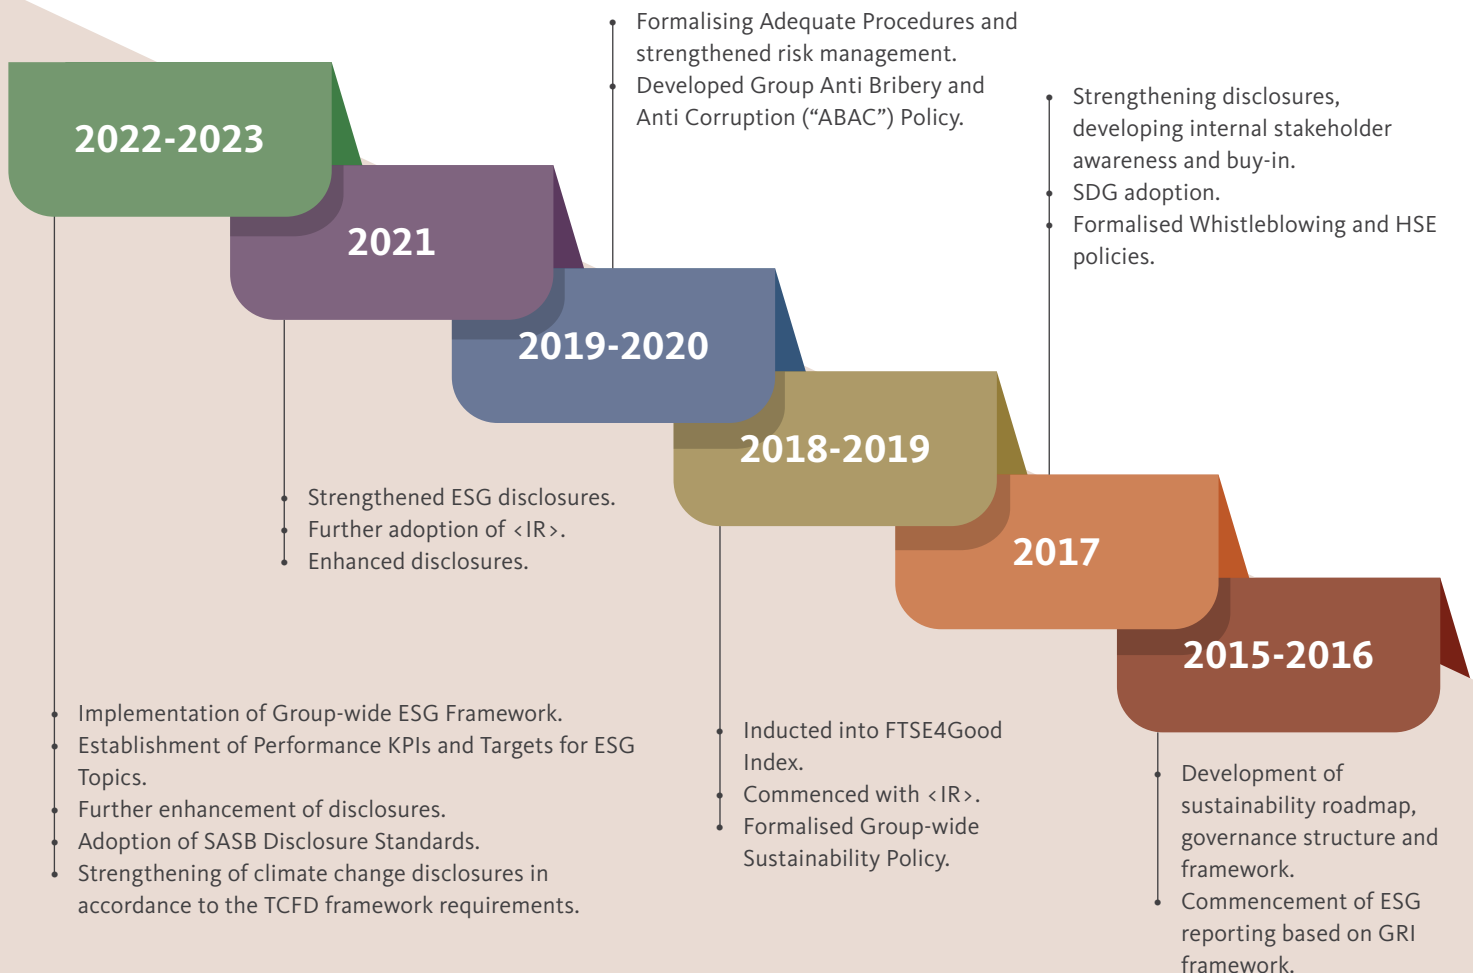 2022-2023
• Implementation of Group-wide ESG Framework.
• Establishment of Performance KPIs and Targets for ESG
Topics.
• Further enhancement of disclosures.
• Adoption of SASB Disclosure Standards.
• Strengthening of climate change disclosures in
accordance to the TCFD framework requirements.
2021
• Strengthened ESG disclosures.
• Further adoption of <IR>.
• Enhanced disclosures.
2019-2020
• Formalising Adequate Procedures and
strengthened risk management.
• Developed Group Anti Bribery and
Anti Corruption (“ABAC”) Policy.
2018-2019
• Inducted into FTSE4Good
Index.
• Commenced with <IR>.
• Formalised Group-wide
Sustainability Policy.
2017
• Strengthening disclosures,
developing internal stakeholder
awareness and buy-in.
• SDG adoption.
• Formalised Whistleblowing and HSE
policies.
2015-2016
• Development of
sustainability roadmap,
governance structure and
framework.
• Commencement of ESG
reporting based on GRI
framework.